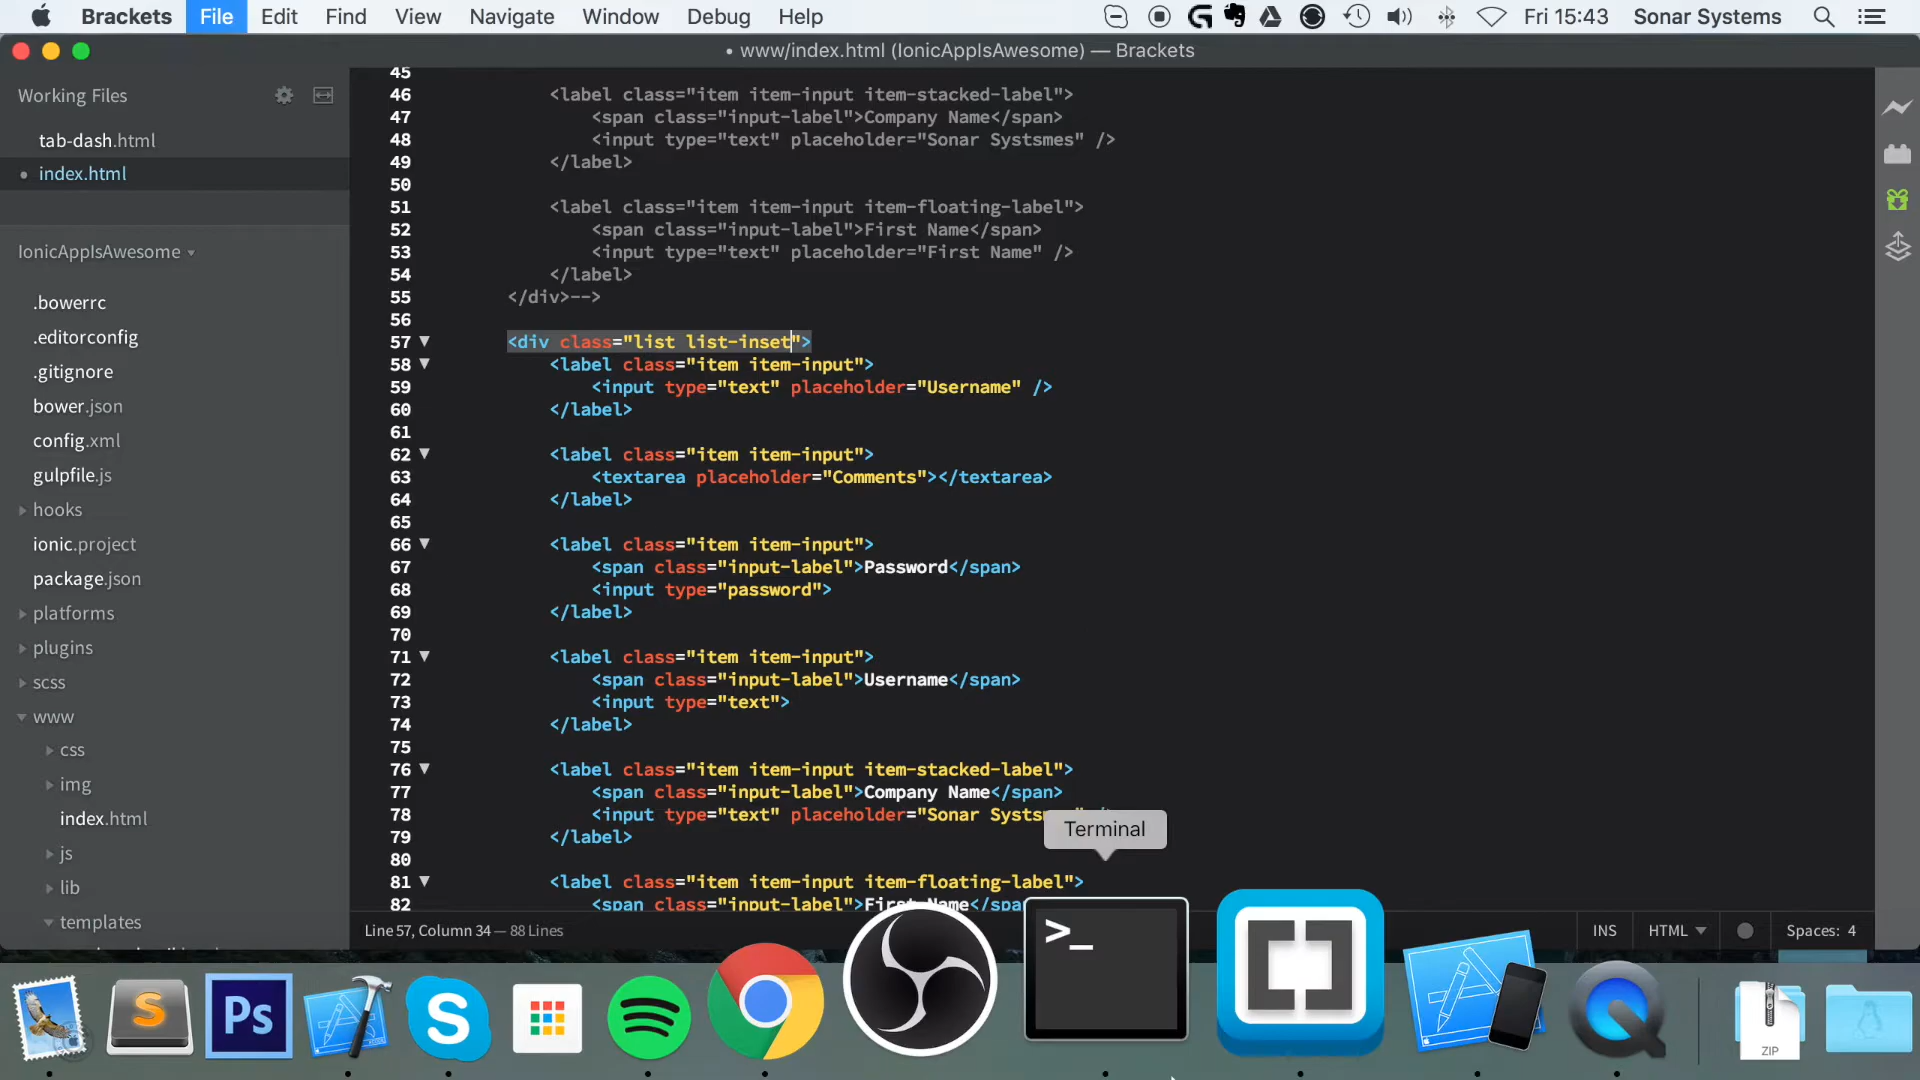 Brackets File Edit Find View Navigate Window Debug Help Fri 15:43 Sonar Systems
• www/index.html (IonicAppIsAwesome) — Brackets
Working Files
tab-dash.html
index.html
IonicAppIsAwesome
.bowerrc
.editorconfig
.gitignore
bower.json
config.xml
gulpfile.js
hooks
ionic.project
package.json
platforms
plugins
scss
www
css
img
index.html
js
lib
templates
45
46 <label class="item item-input item-stacked-label">
47 <span class="input-label">Company Name</span>
48 <input type="text" placeholder="Sonar Systsmes" />
49 </label>
50
51 <label class="item item-input item-floating-label">
52 <span class="input-label">First Name</span>
53 <input type="text" placeholder="First Name" />
54 </label>
55 </div>-->
56
57 <div class="list list-inset">
58 <label class="item item-input">
59 <input type="text" placeholder="Username" />
60 </label>
61
62 <label class="item item-input">
63 <textarea placeholder="Comments"></textarea>
64 </label>
65
66 <label class="item item-input">
67 <span class="input-label">Password</span>
68 <input type="password">
69 </label>
70
71 <label class="item item-input">
72 <span class="input-label">Username</span>
73 <input type="text">
74 </label>
75
76 <label class="item item-input item-stacked-label">
77 <span class="input-label">Company Name</span>
78 <input type="text" placeholder="Sonar Systs
79 </label>
80
81 <label class="item item-input item-floating-label">
82 <span class="input-label">First Name</spa
Terminal
Line 57, Column 34 — 88 Lines
INS HTML Spaces: 4
S
Ps
S
>_
ZIP